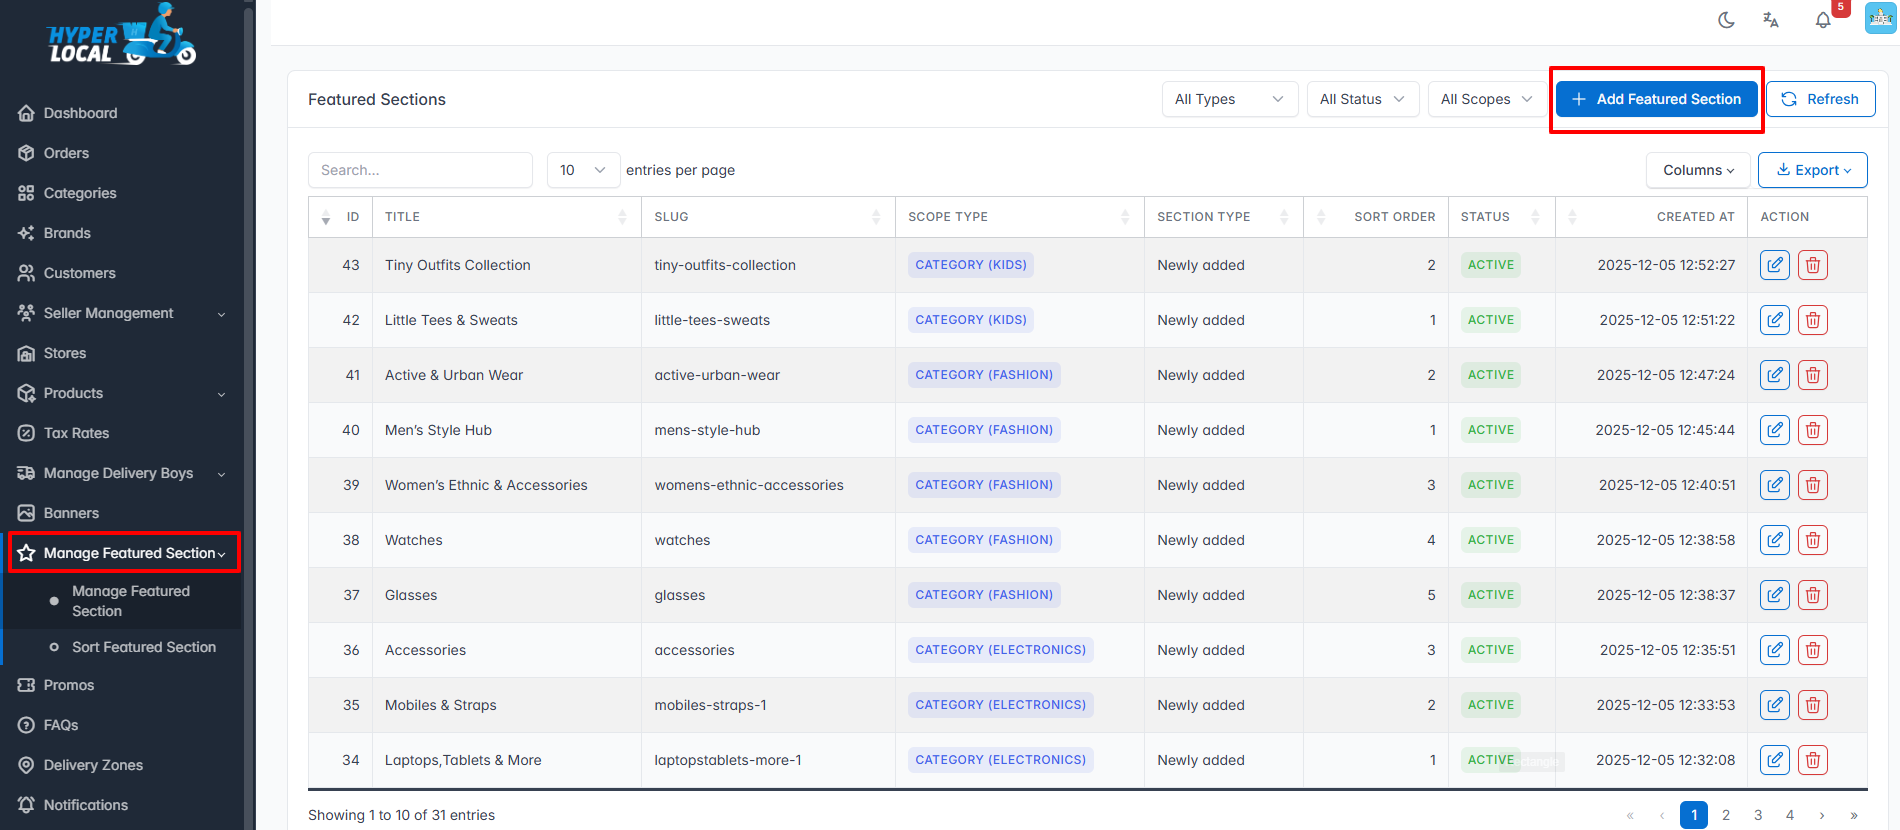 HYPER
LOCAL
Dashboard
Orders
Categories
Brands
Customers
Seller Management
Stores
Products
Tax Rates
Manage Delivery Boys
Banners
Manage Featured Section
Manage Featured
Section
Sort Featured Section
Promos
FAQs
Delivery Zones
Notifications
5
Featured Sections
All Types
All Status
All Scopes
Add Featured Section
Refresh
Search...
10 entries per page
Columns
Export
ID TITLE SLUG SCOPE TYPE SECTION TYPE SORT ORDER STATUS CREATED AT ACTION
43 Tiny Outfits Collection tiny-outfits-collection CATEGORY (KIDS) Newly added 2 ACTIVE 2025-12-05 12:52:27
42 Little Tees & Sweats little-tees-sweats CATEGORY (KIDS) Newly added 1 ACTIVE 2025-12-05 12:51:22
41 Active & Urban Wear active-urban-wear CATEGORY (FASHION) Newly added 2 ACTIVE 2025-12-05 12:47:24
40 Men’s Style Hub mens-style-hub CATEGORY (FASHION) Newly added 1 ACTIVE 2025-12-05 12:45:44
39 Women’s Ethnic & Accessories womens-ethnic-accessories CATEGORY (FASHION) Newly added 3 ACTIVE 2025-12-05 12:40:51
38 Watches watches CATEGORY (FASHION) Newly added 4 ACTIVE 2025-12-05 12:38:58
37 Glasses glasses CATEGORY (FASHION) Newly added 5 ACTIVE 2025-12-05 12:38:37
36 Accessories accessories CATEGORY (ELECTRONICS) Newly added 3 ACTIVE 2025-12-05 12:35:51
35 Mobiles & Straps mobiles-straps-1 CATEGORY (ELECTRONICS) Newly added 2 ACTIVE 2025-12-05 12:33:53
34 Laptops,Tablets & More laptopstablets-more-1 CATEGORY (ELECTRONICS) Newly added 1 ACTIVE 2025-12-05 12:32:08
Showing 1 to 10 of 31 entries
« ‹ 1 2 3 4 › »